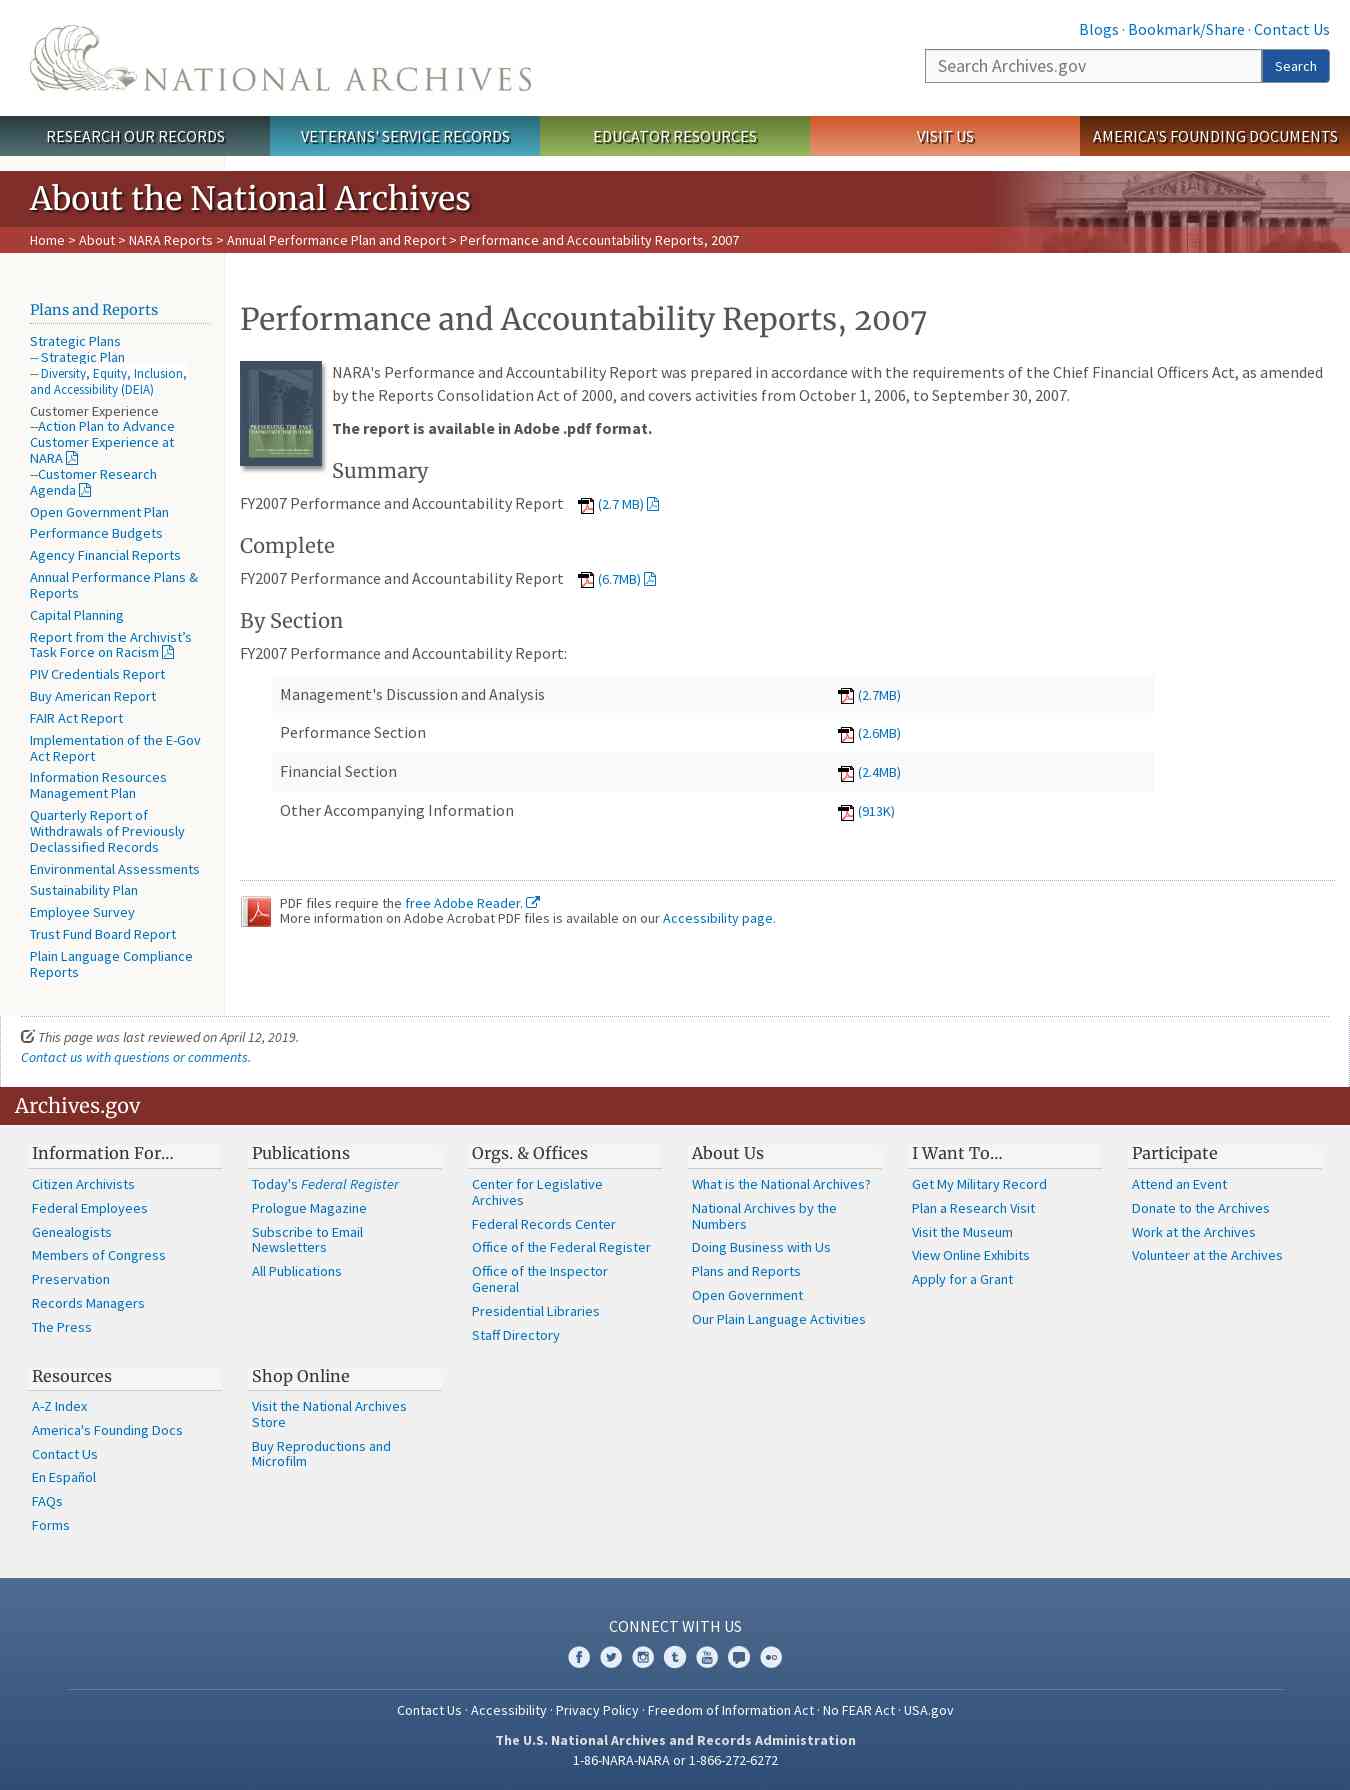 NATIONAL ARCHIVES
Blogs · Bookmark/Share · Contact Us
Search Archives.gov
Search
RESEARCH OUR RECORDS
VETERANS' SERVICE RECORDS
EDUCATOR RESOURCES
VISIT US
AMERICA'S FOUNDING DOCUMENTS
About the National Archives
Home > About > NARA Reports > Annual Performance Plan and Report > Performance and Accountability Reports, 2007
Plans and Reports
Strategic Plans
-- Strategic Plan
-- Diversity, Equity, Inclusion,
and Accessibility (DEIA)
Customer Experience
--Action Plan to Advance
Customer Experience at
NARA
--Customer Research
Agenda
Open Government Plan
Performance Budgets
Agency Financial Reports
Annual Performance Plans &
Reports
Capital Planning
Report from the Archivist’s
Task Force on Racism
PIV Credentials Report
Buy American Report
FAIR Act Report
Implementation of the E-Gov
Act Report
Information Resources
Management Plan
Quarterly Report of
Withdrawals of Previously
Declassified Records
Environmental Assessments
Sustainability Plan
Employee Survey
Trust Fund Board Report
Plain Language Compliance
Reports
Performance and Accountability Reports, 2007
NARA's Performance and Accountability Report was prepared in accordance with the requirements of the Chief Financial Officers Act, as amended
by the Reports Consolidation Act of 2000, and covers activities from October 1, 2006, to September 30, 2007.
PRESERVING THE PAST
The report is available in Adobe .pdf format.
Summary
FY2007 Performance and Accountability Report (2.7 MB)
Complete
FY2007 Performance and Accountability Report (6.7MB)
By Section
FY2007 Performance and Accountability Report:
Management's Discussion and Analysis (2.7MB)
Performance Section (2.6MB)
Financial Section (2.4MB)
Other Accompanying Information (913K)
PDF files require the free Adobe Reader.
More information on Adobe Acrobat PDF files is available on our Accessibility page.
This page was last reviewed on April 12, 2019.
Contact us with questions or comments.
Archives.gov
Information For…
Citizen Archivists
Federal Employees
Genealogists
Members of Congress
Preservation
Records Managers
The Press
Publications
Today's Federal Register
Prologue Magazine
Subscribe to Email
Newsletters
All Publications
Orgs. & Offices
Center for Legislative
Archives
Federal Records Center
Office of the Federal Register
Office of the Inspector
General
Presidential Libraries
Staff Directory
About Us
What is the National Archives?
National Archives by the
Numbers
Doing Business with Us
Plans and Reports
Open Government
Our Plain Language Activities
I Want To…
Get My Military Record
Plan a Research Visit
Visit the Museum
View Online Exhibits
Apply for a Grant
Participate
Attend an Event
Donate to the Archives
Work at the Archives
Volunteer at the Archives
Resources
A-Z Index
America's Founding Docs
Contact Us
En Español
FAQs
Forms
Shop Online
Visit the National Archives
Store
Buy Reproductions and
Microfilm
CONNECT WITH US
Contact Us · Accessibility · Privacy Policy · Freedom of Information Act · No FEAR Act · USA.gov
The U.S. National Archives and Records Administration
1-86-NARA-NARA or 1-866-272-6272